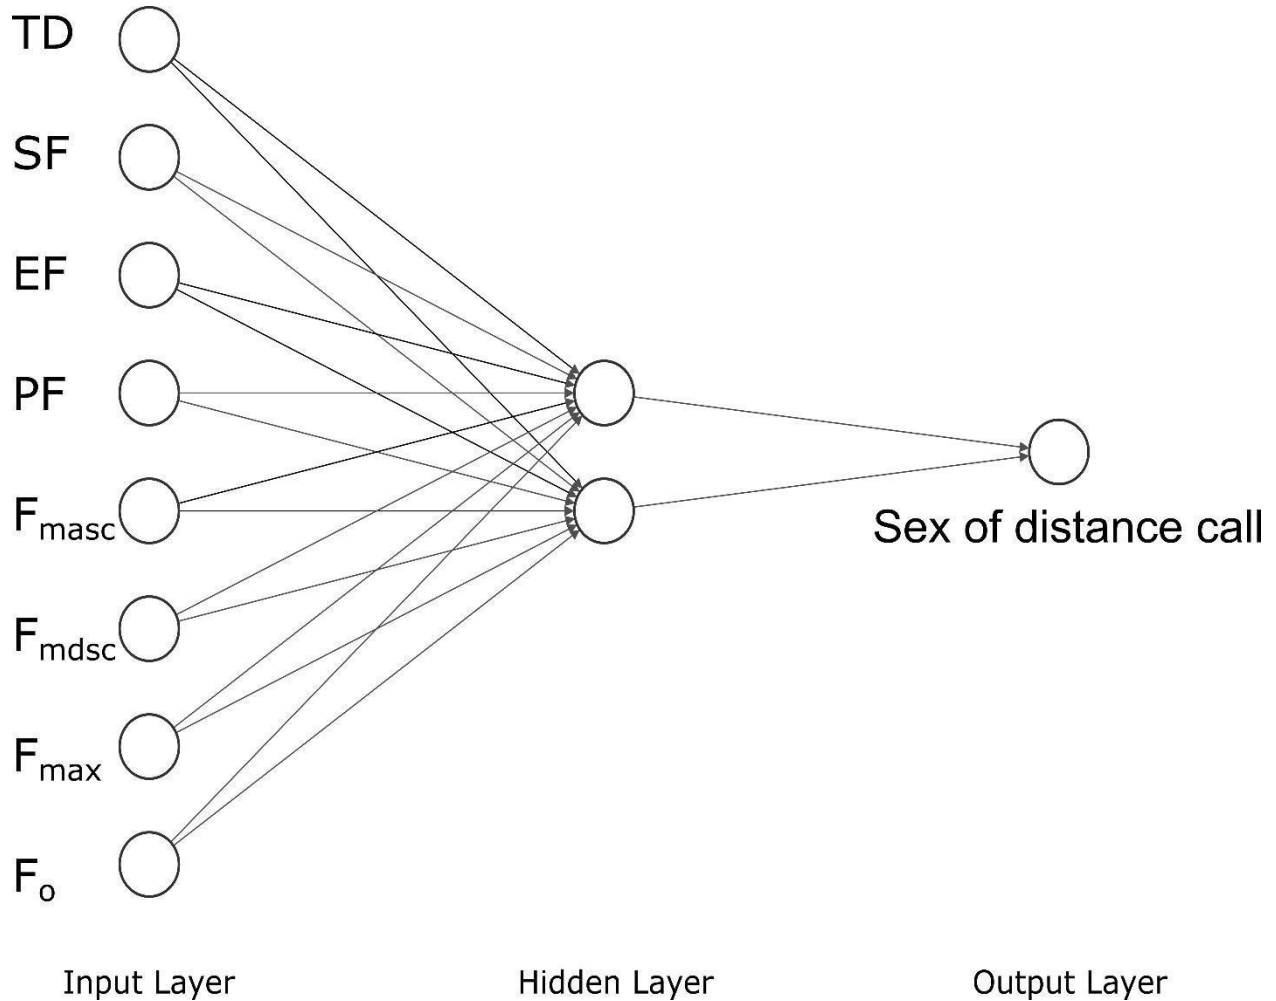 TD
SF
EF
PF
Fmasc
Fmdsc
Fmax
Fo
Sex of distance call
Input Layer Hidden Layer Output Layer